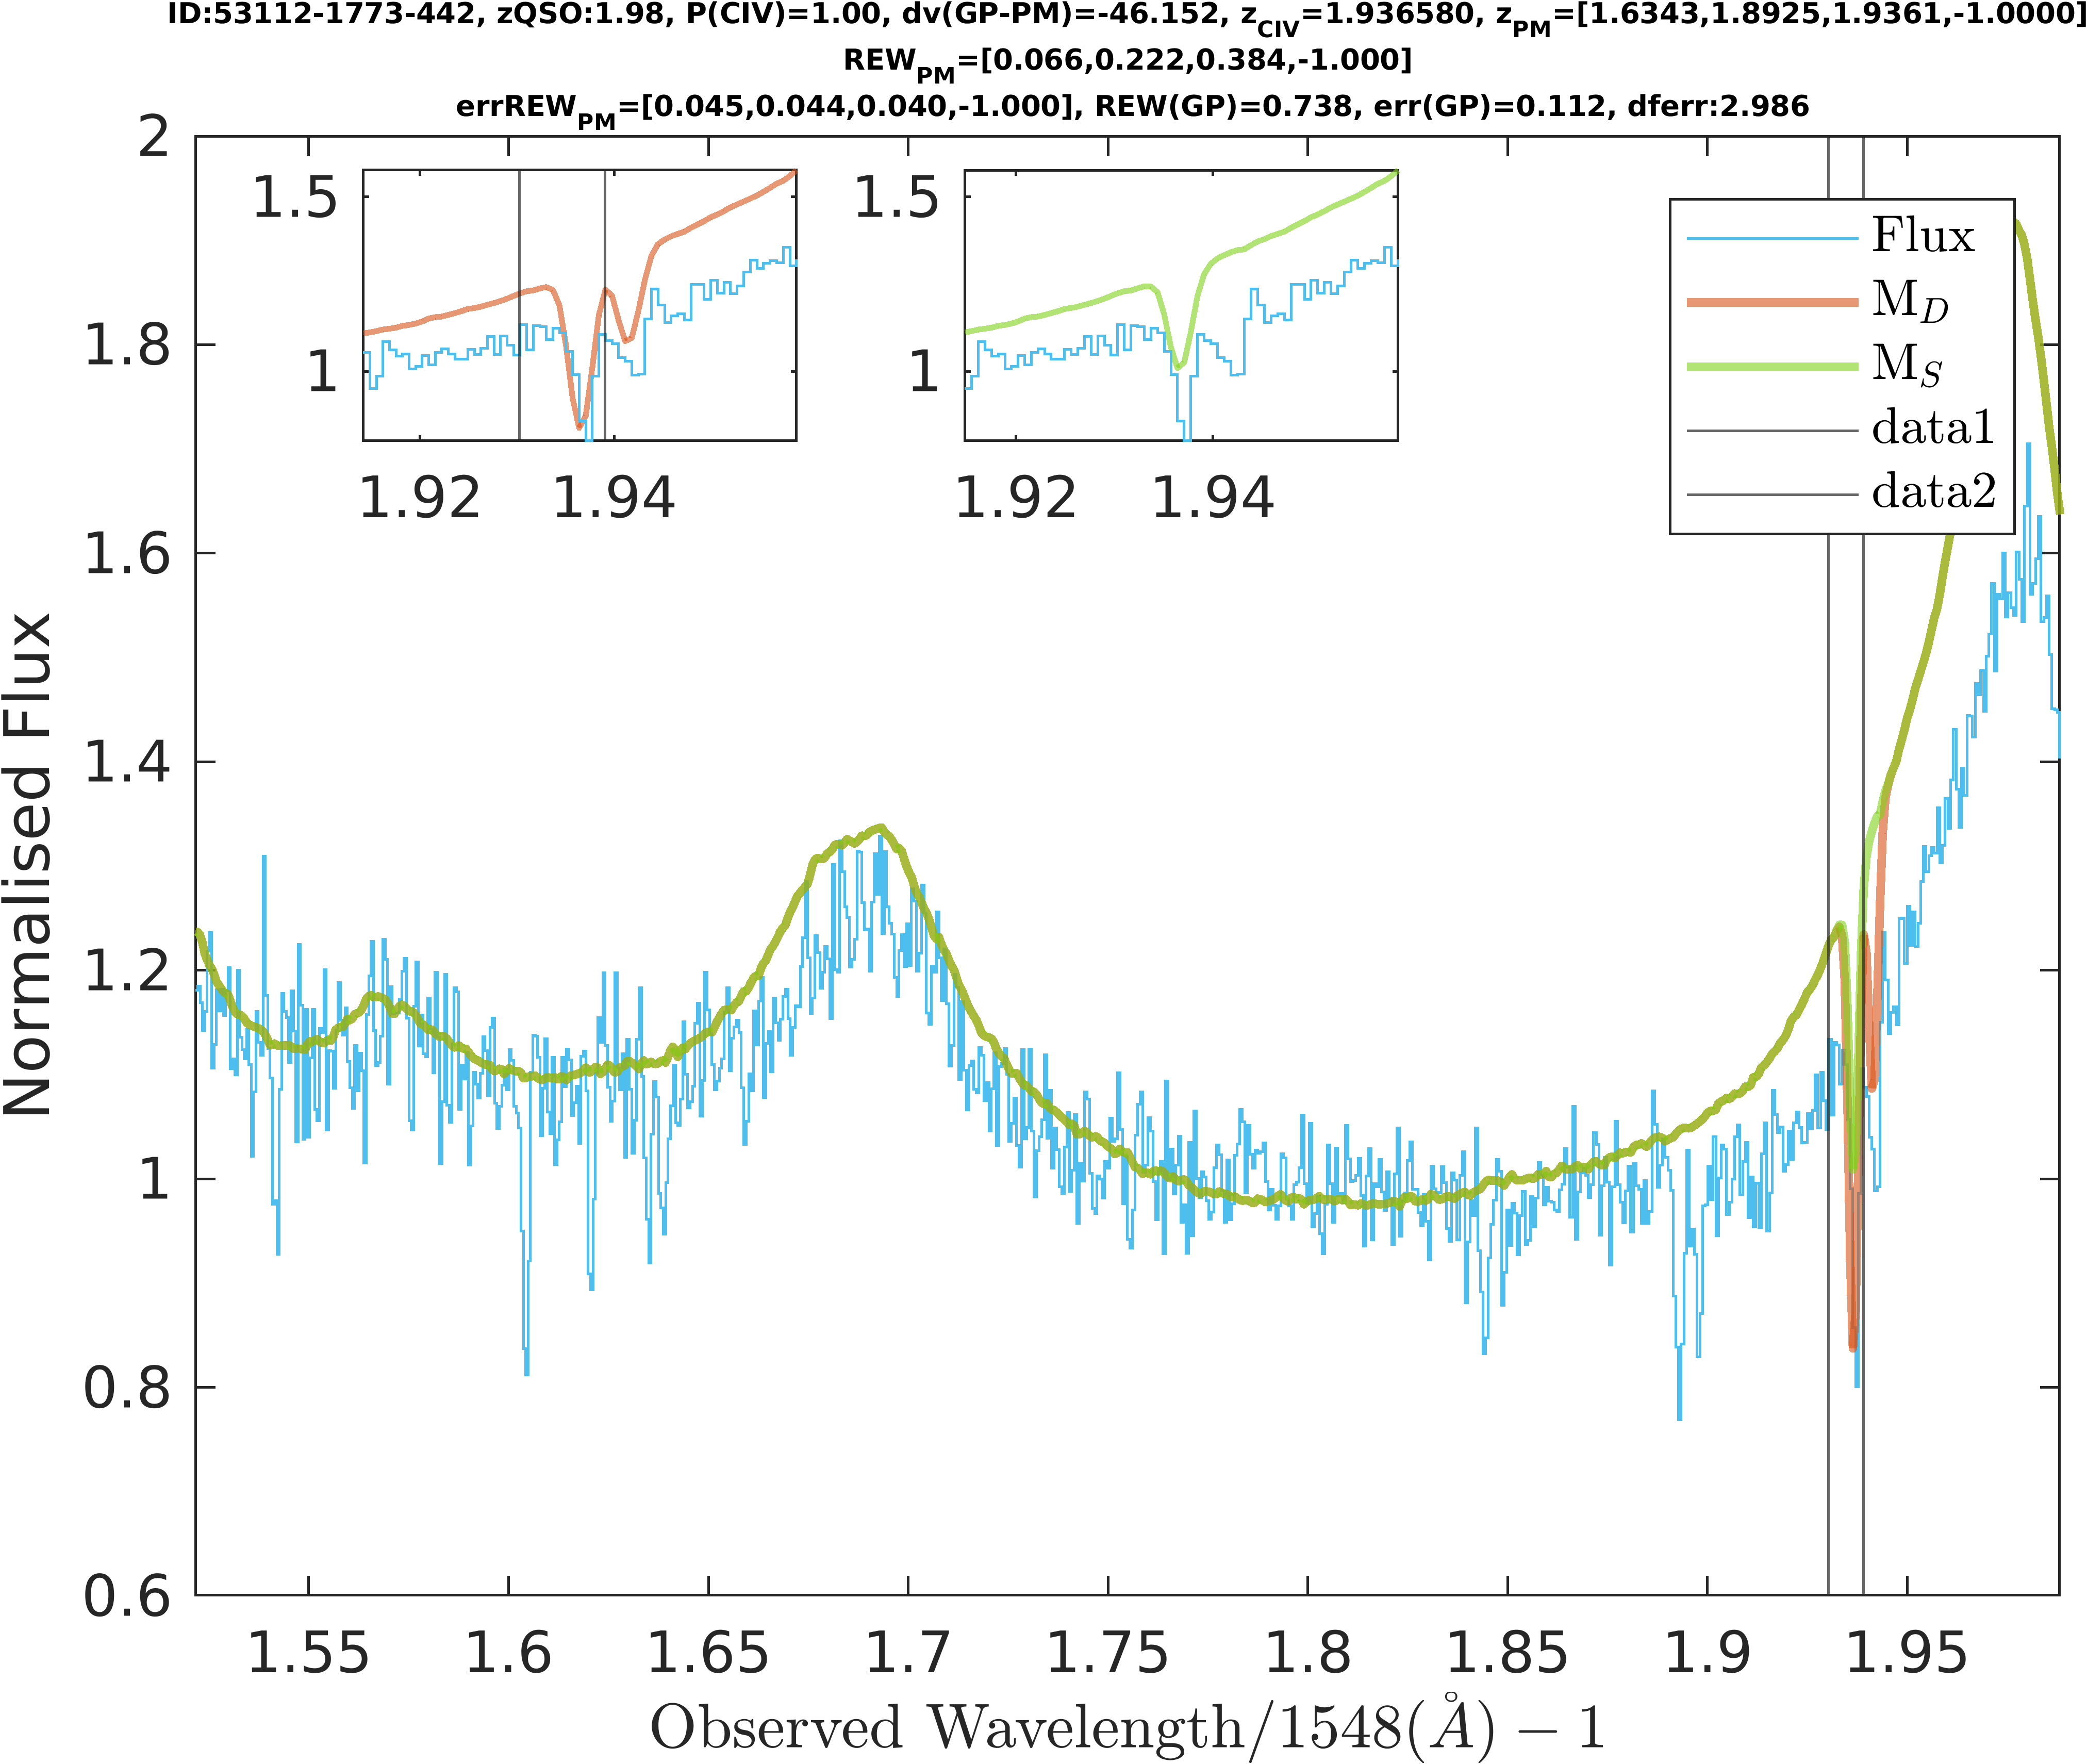 ID:53112-1773-442, zQSO:1.98, P(CIV)=1.00, dv(GP-PM)=-46.152, zCIV=1.936580, zPM=[1.6343,1.8925,1.9361,-1.0000]
REWPM=[0.066,0.222,0.384,-1.000]
errREWPM=[0.045,0.044,0.040,-1.000], REW(GP)=0.738, err(GP)=0.112, dferr:2.986
2
1.8
1.6
1.4
1.2
1
0.8
0.6
Normalised Flux
1.5
1
1.92 1.94
1.5
1
1.92 1.94
Flux
MD
MS
data1
data2
1.55 1.6 1.65 1.7 1.75 1.8 1.85 1.9 1.95
Observed Wavelength/1548(Å) − 1